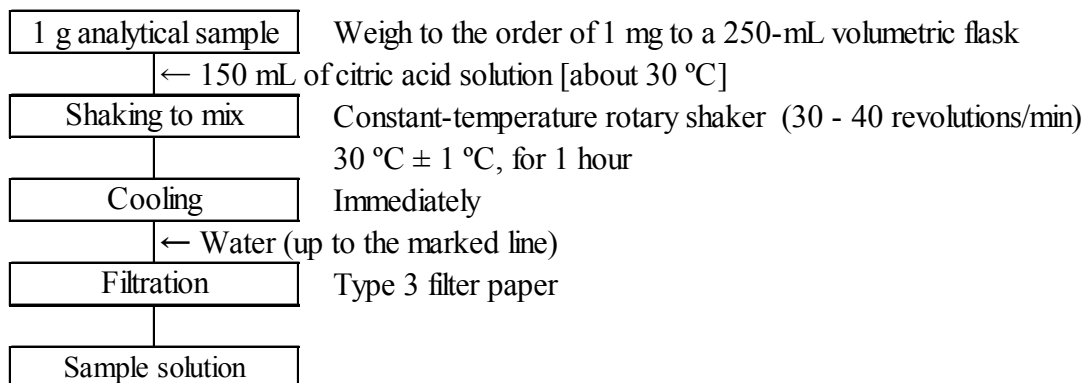 1 g analytical sample Weigh to the order of 1 mg to a 250-mL volumetric flask
← 150 mL of citric acid solution [about 30 ºC]
Shaking to mix Constant-temperature rotary shaker (30 - 40 revolutions/min)
30 ºC ± 1 ºC, for 1 hour
Cooling Immediately
← Water (up to the marked line)
Filtration Type 3 filter paper
Sample solution